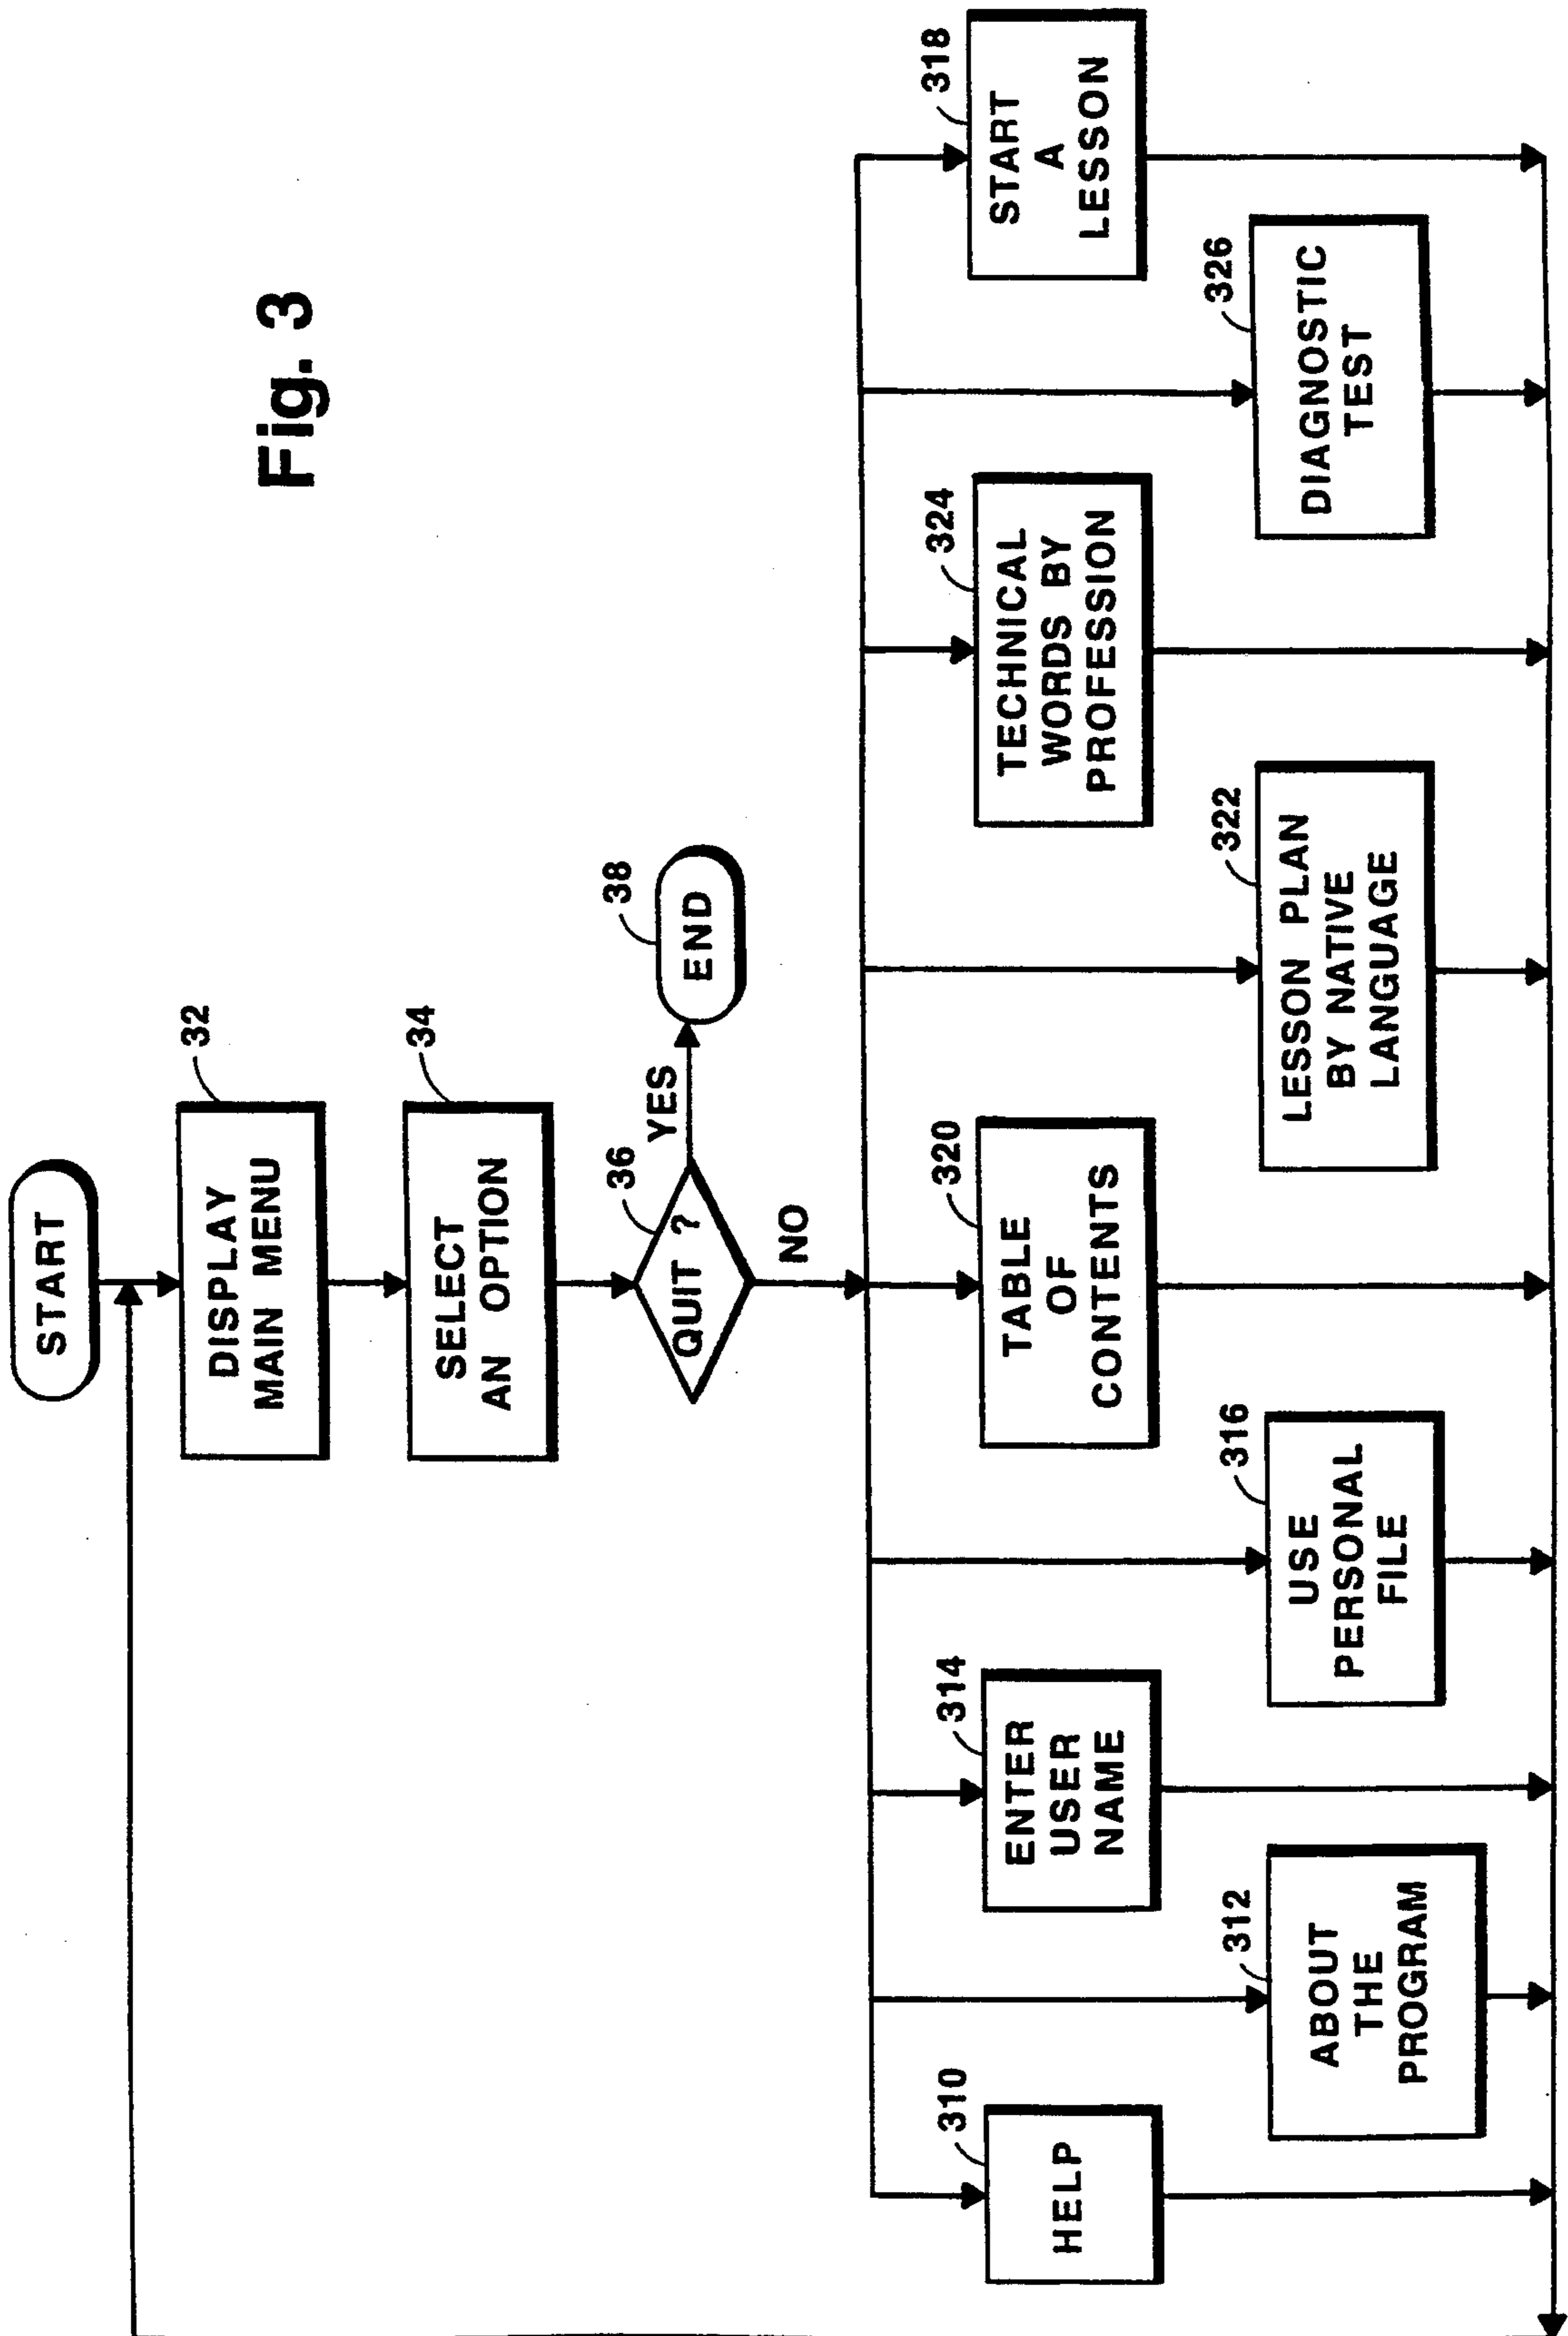 Fig. 3
START
32
DISPLAY
MAIN MENU
34
SELECT
AN OPTION
36
QUIT ?
YES
38
END
NO
310
HELP
312
ABOUT
THE
PROGRAM
314
ENTER
USER
NAME
316
USE
PERSONAL
FILE
320
TABLE
OF
CONTENTS
322
LESSON PLAN
BY NATIVE
LANGUAGE
324
TECHNICAL
WORDS BY
PROFESSION
326
DIAGNOSTIC
TEST
318
START
A
LESSON